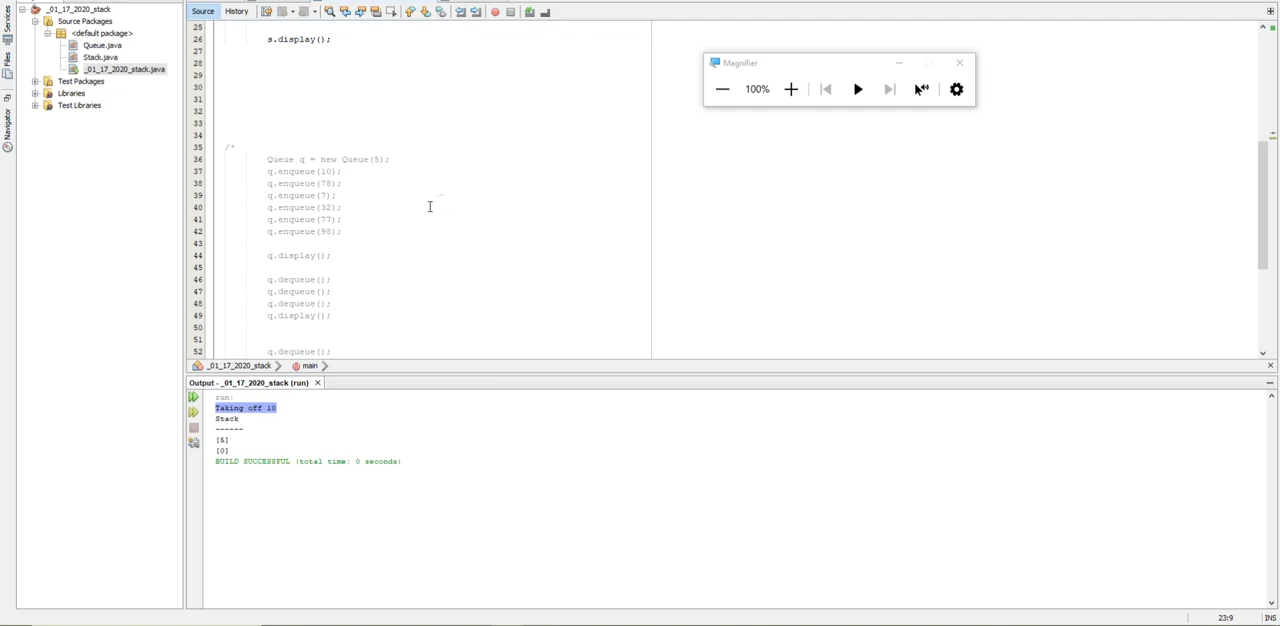 _01_17_2020_stack
Source Packages
<default package>
Queue.java
Stack.java
_01_17_2020_stack.java
Test Packages
Libraries
Test Libraries
Services
Files
Navigator
Source
History
25
26 s.display();
27
28
29
30
31
32
33
34
35 /*
36 Queue q = new Queue(5);
37 q.enqueue(10);
38 q.enqueue(78);
39 q.enqueue(7);
40 q.enqueue(32);
41 q.enqueue(77);
42 q.enqueue(98);
43
44 q.display();
45
46 q.dequeue();
47 q.dequeue();
48 q.dequeue();
49 q.display();
50
51
52 q.dequeue();
Magnifier
100%
_01_17_2020_stack
main
Output - _01_17_2020_stack (run)
run:
Taking off 10
Stack
------
[5]
[0]
BUILD SUCCESSFUL (total time: 0 seconds)
23:9
INS